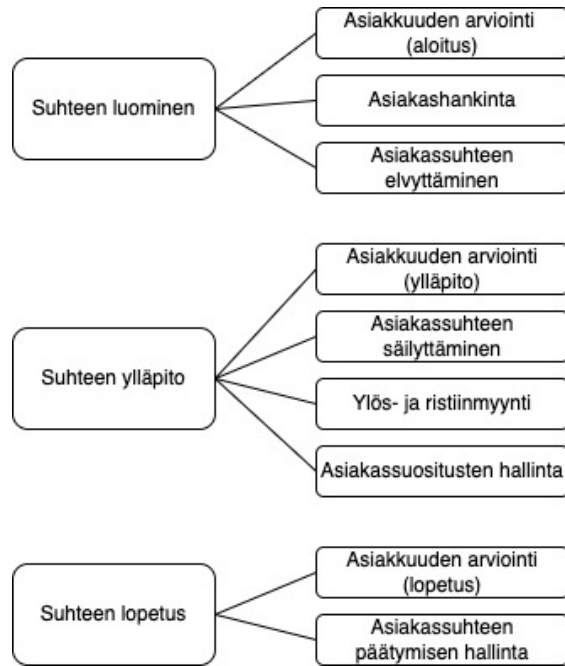 Suhteen luominen
Asiakkuuden arviointi
(aloitus)
Asiakashankinta
Asiakassuhteen
elvyttäminen
Suhteen ylläpito
Asiakkuuden arviointi
(ylläpito)
Asiakassuhteen
säilyttäminen
Ylös- ja ristiinmyynti
Asiakassuositusten hallinta
Suhteen lopetus
Asiakkuuden arviointi
(lopetus)
Asiakassuhteen
päätymisen hallinta